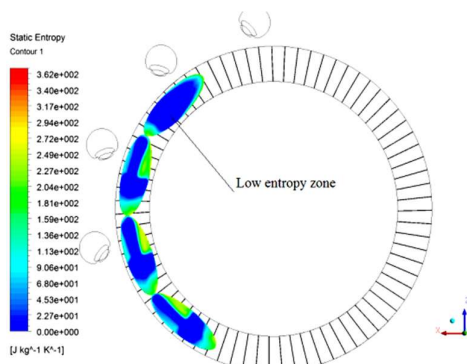 Static Entropy
Contour 1
3.62e+002
3.40e+002
3.17e+002
2.94e+002
2.72e+002
2.49e+002
2.26e+002
2.04e+002
1.81e+002
1.59e+002
1.36e+002
1.13e+002
9.06e+001
6.80e+001
4.53e+001
2.27e+001
0.00e+000
[J kg^-1 K^-1]
Low entropy zone